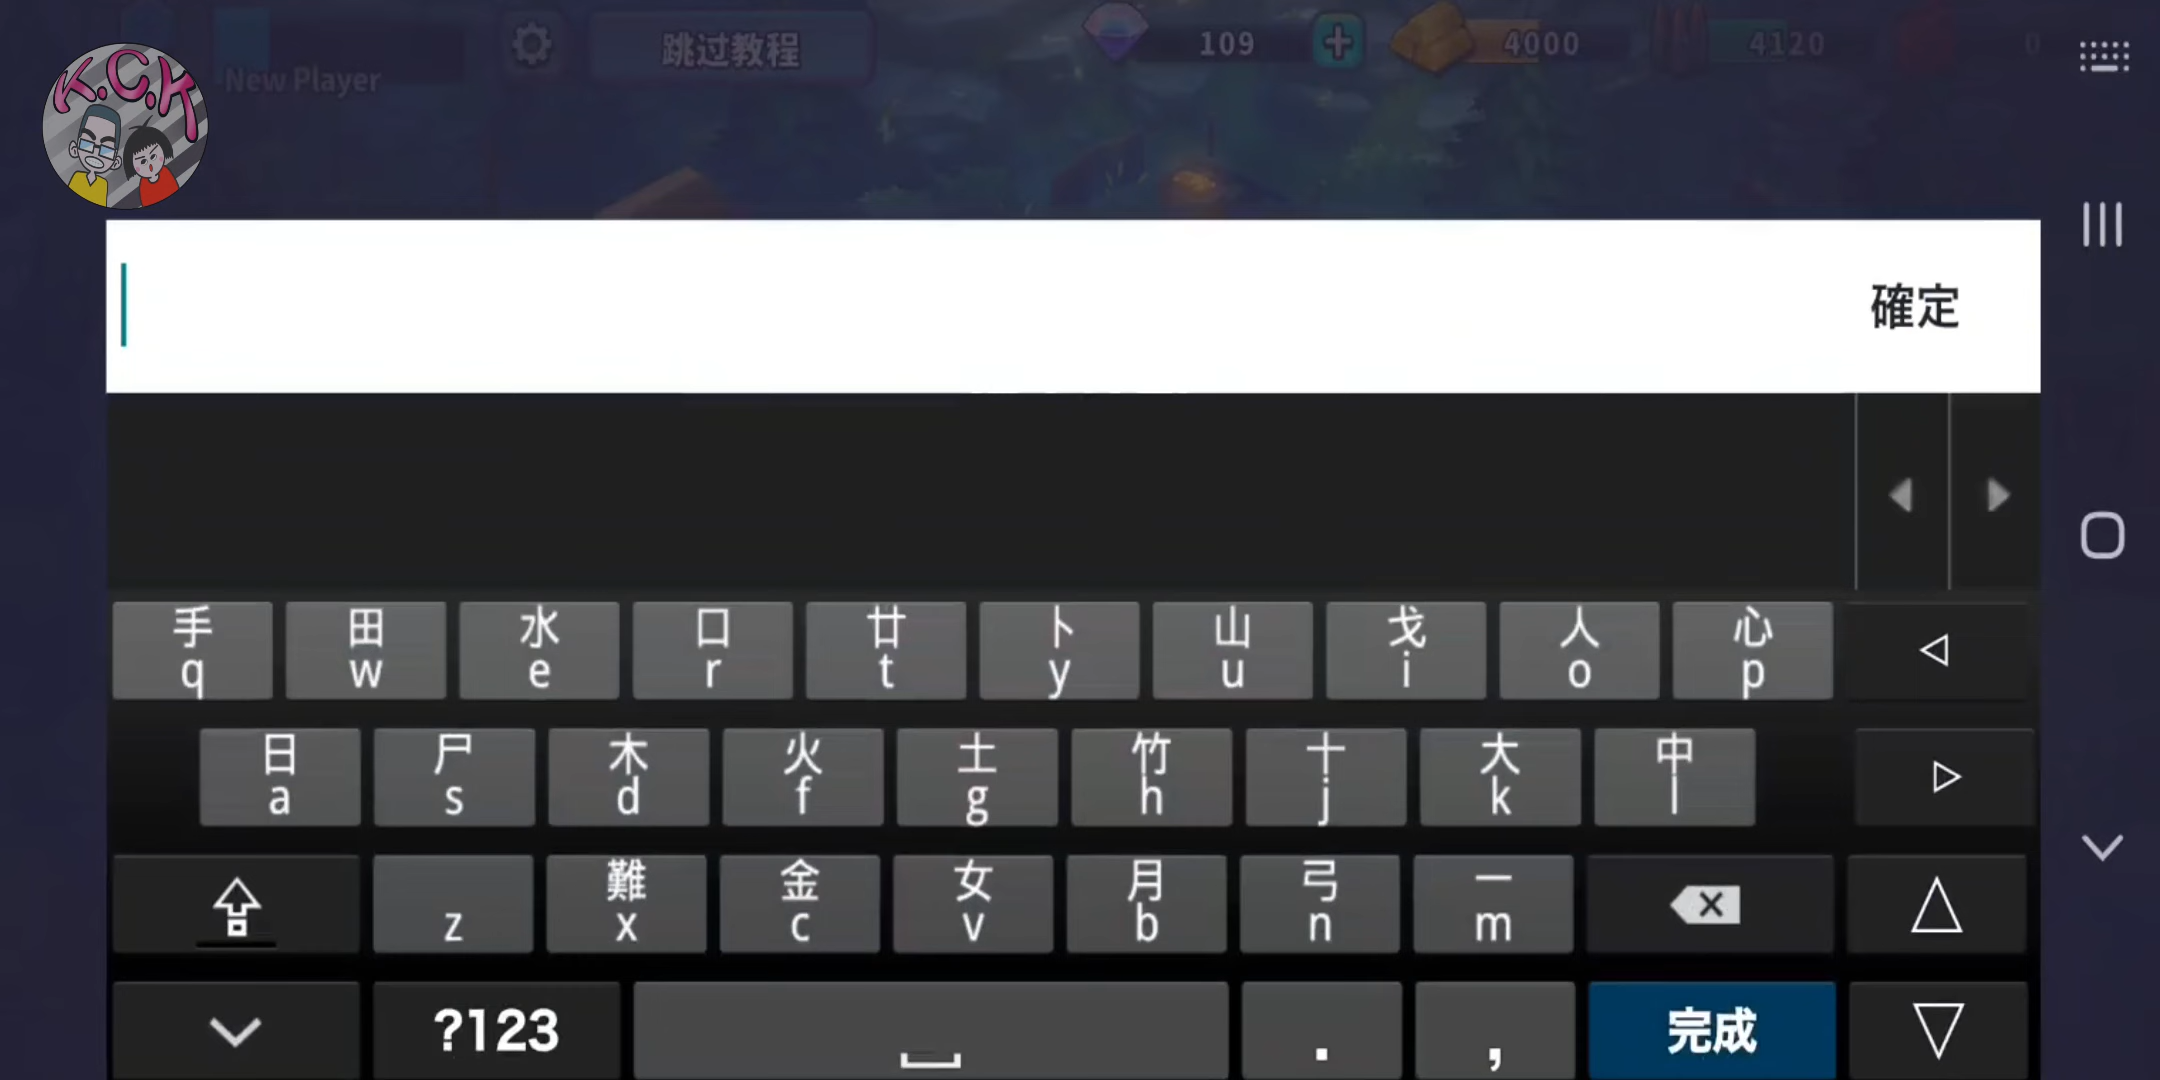 跳过教程
109
4000
4120
0
New Player
K.C.K
確定
手 田 水 口 廿 卜 山 戈 人 心
q w e r t y u i o p
日 尸 木 火 土 竹 十 大 中
a s d f g h j k l
難 金 女 月 弓 一
z x c v b n m
?123 . , 完成